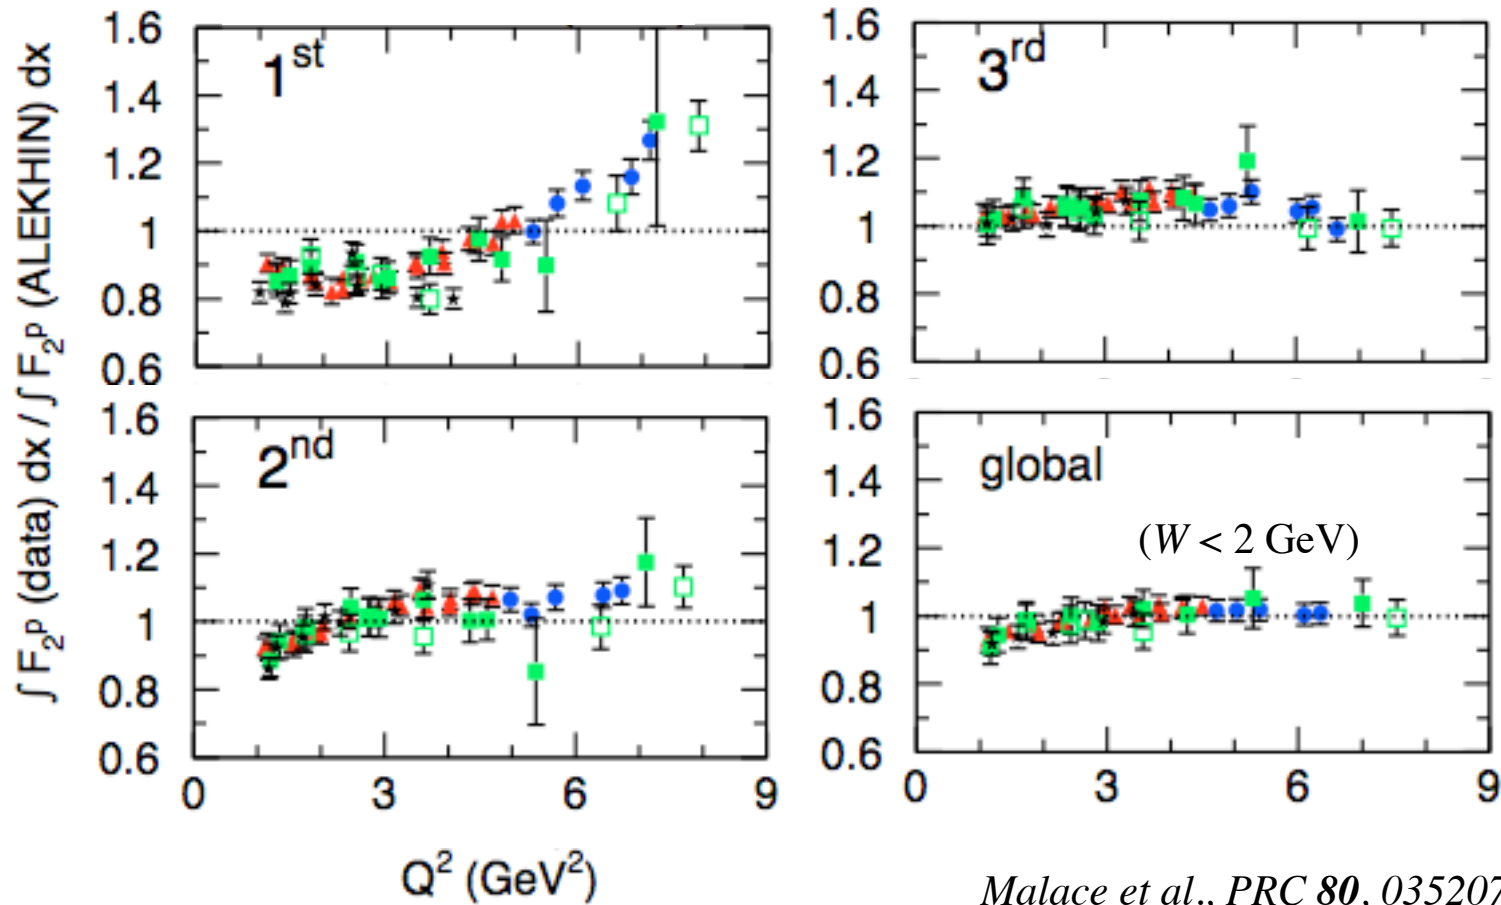 ∫F₂ᵖ (data) dx / ∫F₂ᵖ (ALEKHIN) dx
1.6
1.4
1.2
1
0.8
0.6
1ˢᵗ
1.6
1.4
1.2
1
0.8
0.6
3ʳᵈ
1.6
1.4
1.2
1
0.8
0.6
2ⁿᵈ
0 3 6 9
1.6
1.4
1.2
1
0.8
0.6
global
(W < 2 GeV)
0 3 6 9
Q² (GeV²)
Malace et al., PRC 80, 035207